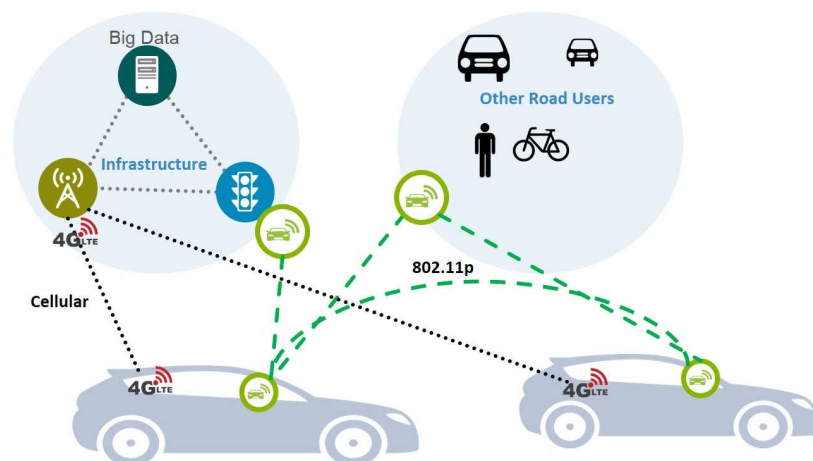 Big Data
Other Road Users
Infrastructure
4G LTE
802.11p
Cellular
4G LTE
4G LTE